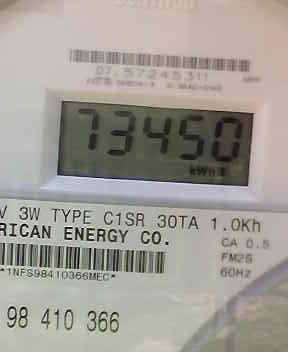 07.57245311
73450
kWh
V 3W TYPE C1SR 30TA 1.0Kh
RICAN ENERGY CO.
CA 0.5
FM2S
60Hz
*1NFS98410366MEC*
98 410 366